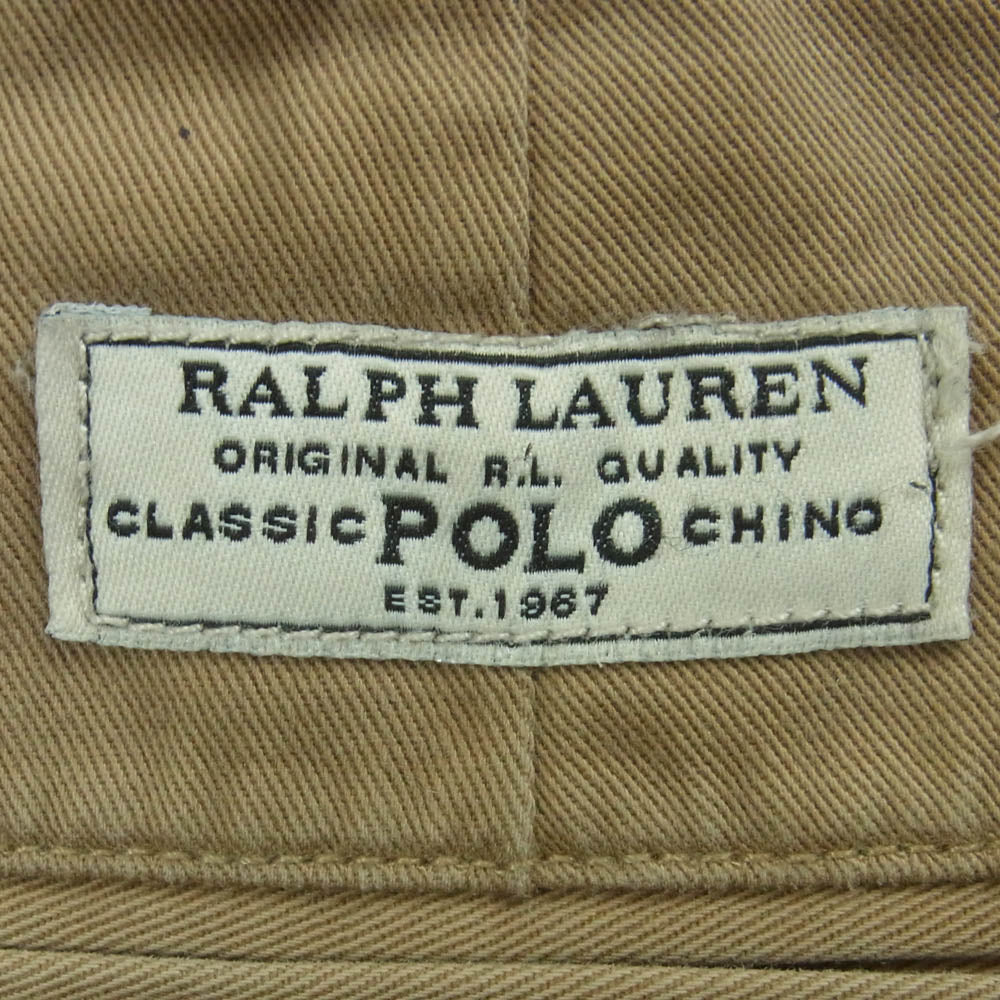 RALPH LAUREN
ORIGINAL R.L. QUALITY
CLASSIC POLO CHINO
EST. 1967